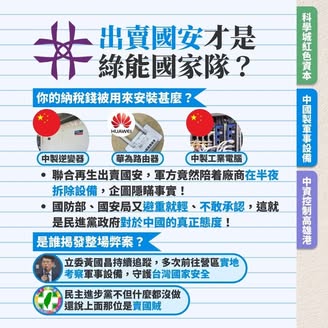 出賣國安才是
綠能國家隊？
科學城紅色資本
中國製軍事設備
中資控制高雄港
你的納稅錢被用來安裝甚麼？
HUAWEI
中製逆變器
華為路由器
中製工業電腦
• 聯合再生出賣國安，軍方竟然陪着廠商在半夜
拆除設備，企圖隱瞞事實！
• 國防部、國安局又避重就輕、不敢承認，這就
是民進黨政府對於中國的真正態度！
是誰揭發整場弊案？
立委黃國昌持續追蹤，多次前往營區實地
考察軍事設備，守護台灣國家安全
民主進步黨不但什麼都沒做
還說上面那位是賣國賊